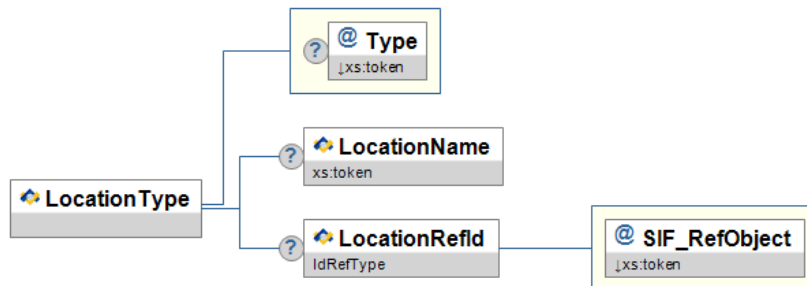 ? @ Type
↓xs:token
? LocationName
xs:token
LocationType
? LocationRefId
IdRefType
@ SIF_RefObject
↓xs:token